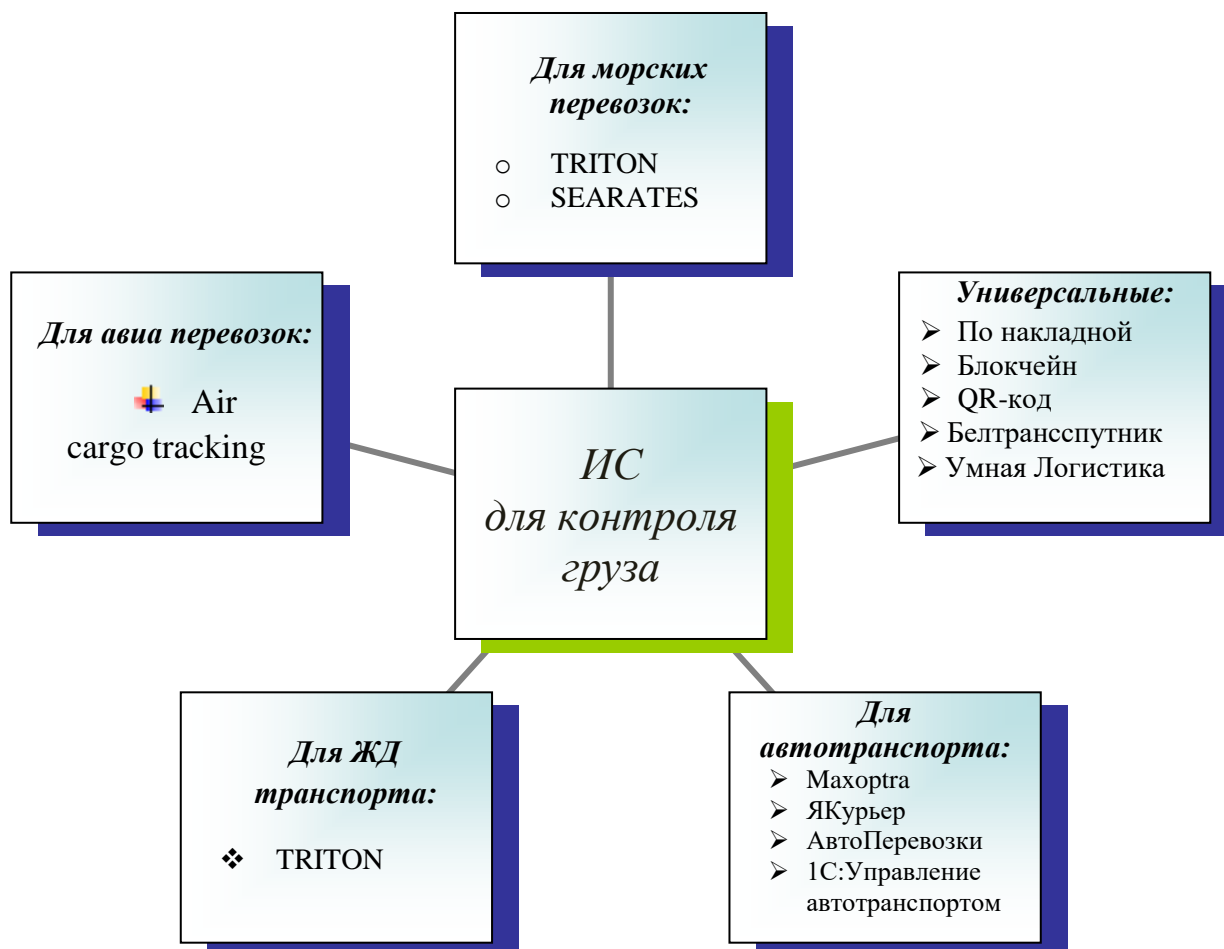 Для морских
перевозок:
TRITON
SEARATES
Для авиа перевозок:
Air
cargo tracking
Универсальные:
По накладной
Блокчейн
QR-код
Белтрансспутник
Умная Логистика
ИС
для контроля
груза
Для ЖД
транспорта:
TRITON
Для
автотранспорта:
Maxoptra
ЯКурьер
АвтоПеревозки
1С:Управление
автотранспортом